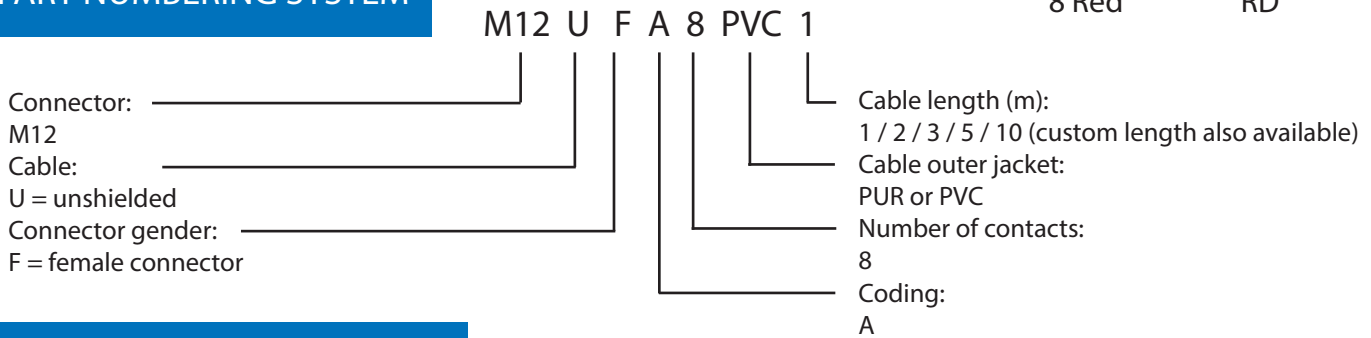 PART NUMBERING SYSTEM
8 Red RD
M12 U F A 8 PVC 1
Connector:
M12
Cable:
U = unshielded
Connector gender:
F = female connector
Cable length (m):
1 / 2 / 3 / 5 / 10 (custom length also available)
Cable outer jacket:
PUR or PVC
Number of contacts:
8
Coding:
A